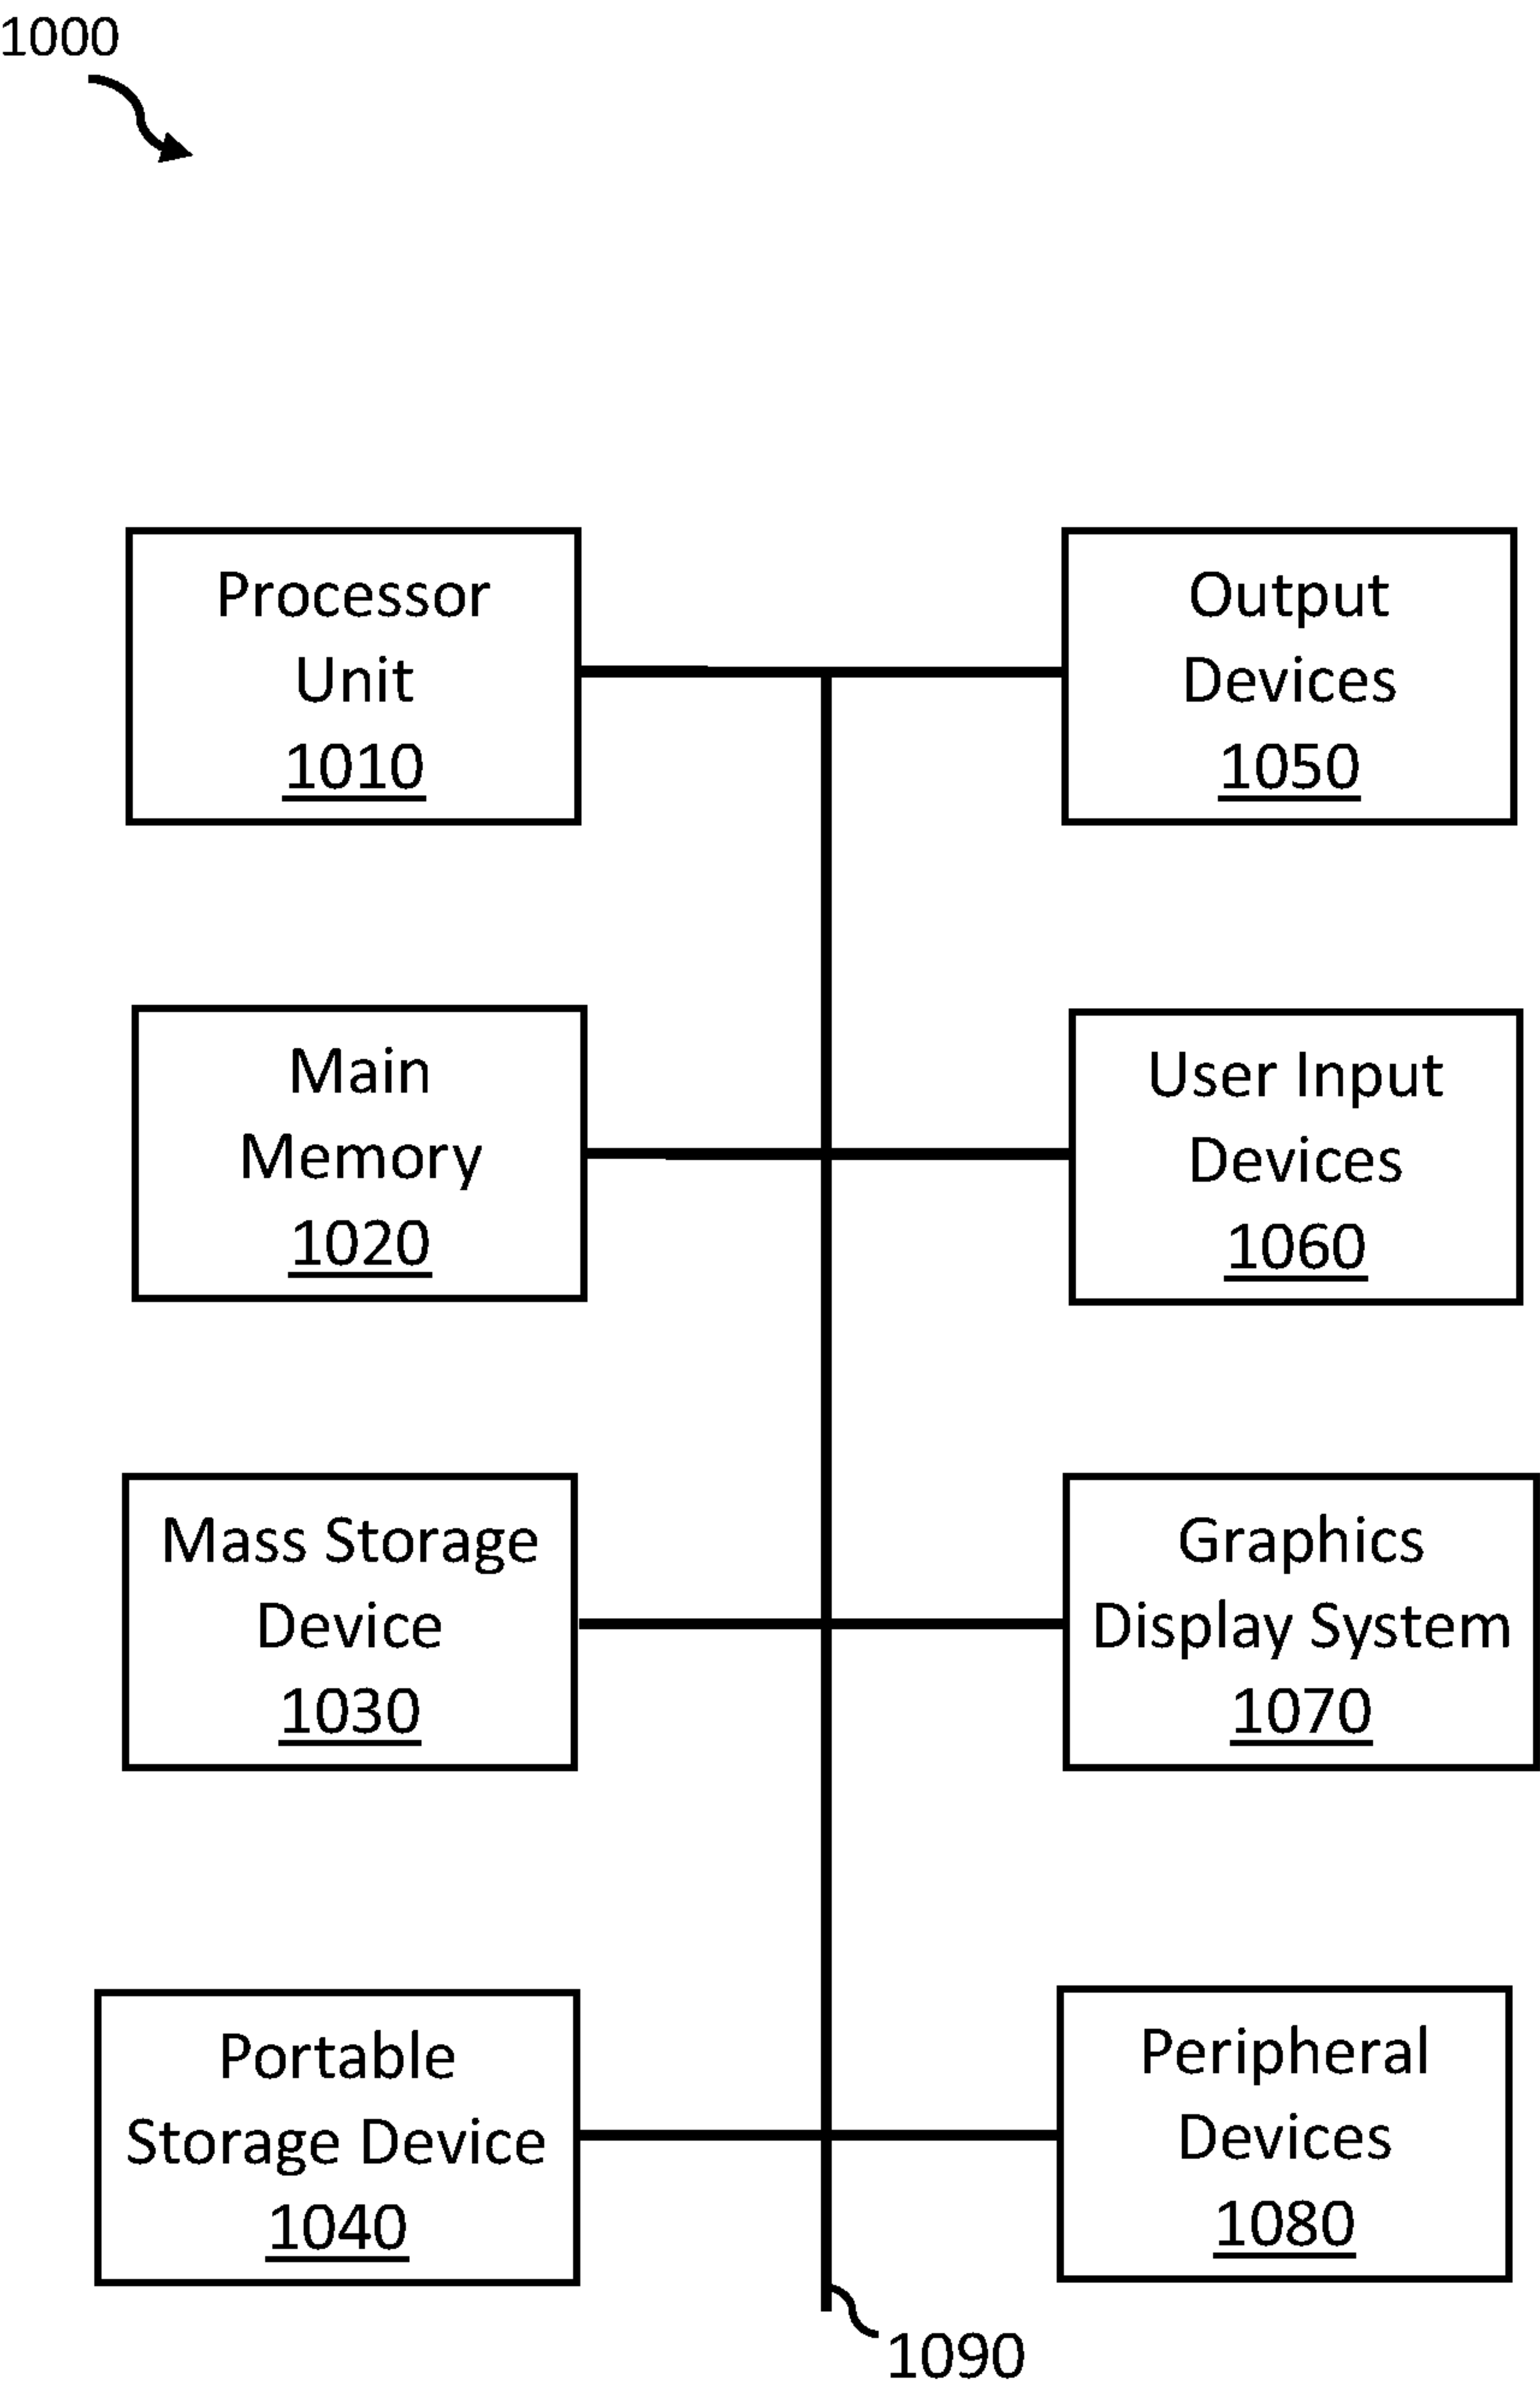 1000
Processor
Unit
1010
Output
Devices
1050
Main
Memory
1020
User Input
Devices
1060
Mass Storage
Device
1030
Graphics
Display System
1070
Portable
Storage Device
1040
Peripheral
Devices
1080
1090